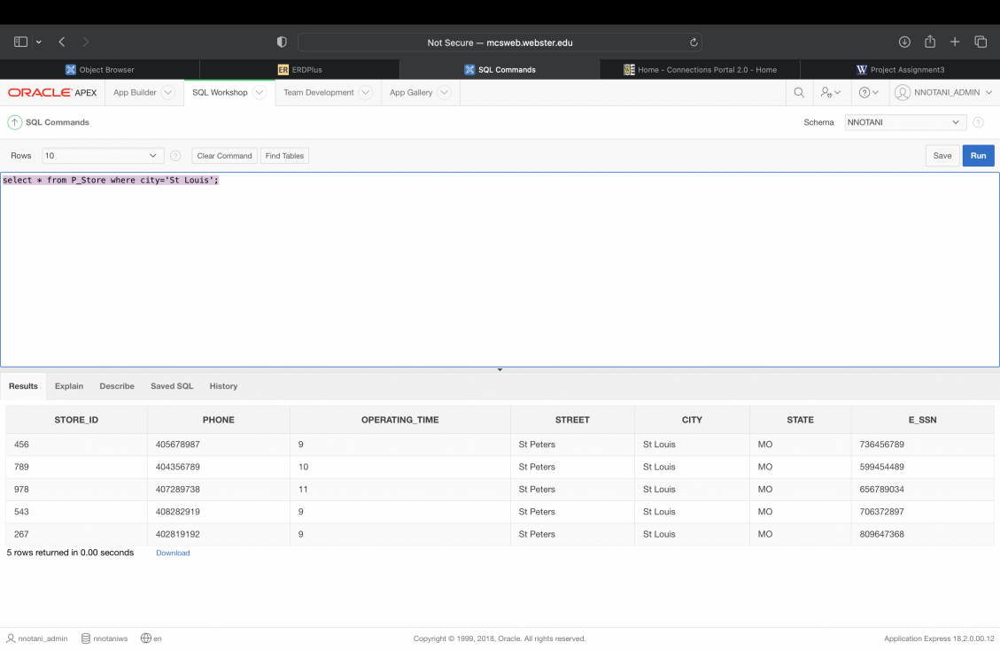 Not Secure — mcsweb.webster.edu
Object Browser
ER ERDPlus
SQL Commands
Home - Connections Portal 2.0 - Home
W Project Assignment3
ORACLE APEX App Builder SQL Workshop Team Development App Gallery NNOTANI_ADMIN
SQL Commands Schema NNOTANI
Rows 10 Clear Command Find Tables Save Run
select * from P_Store where city='St Louis';
Results Explain Describe Saved SQL History
STORE_ID PHONE OPERATING_TIME STREET CITY STATE E_SSN
456 405678987 9 St Peters St Louis MO 736456789
789 404356789 10 St Peters St Louis MO 599454489
978 407289738 11 St Peters St Louis MO 656789034
543 408282919 9 St Peters St Louis MO 706372897
267 402819192 9 St Peters St Louis MO 809647368
5 rows returned in 0.00 seconds Download
nnotani_admin nnotaniws en Copyright © 1999, 2018, Oracle. All rights reserved. Application Express 18.2.0.00.12